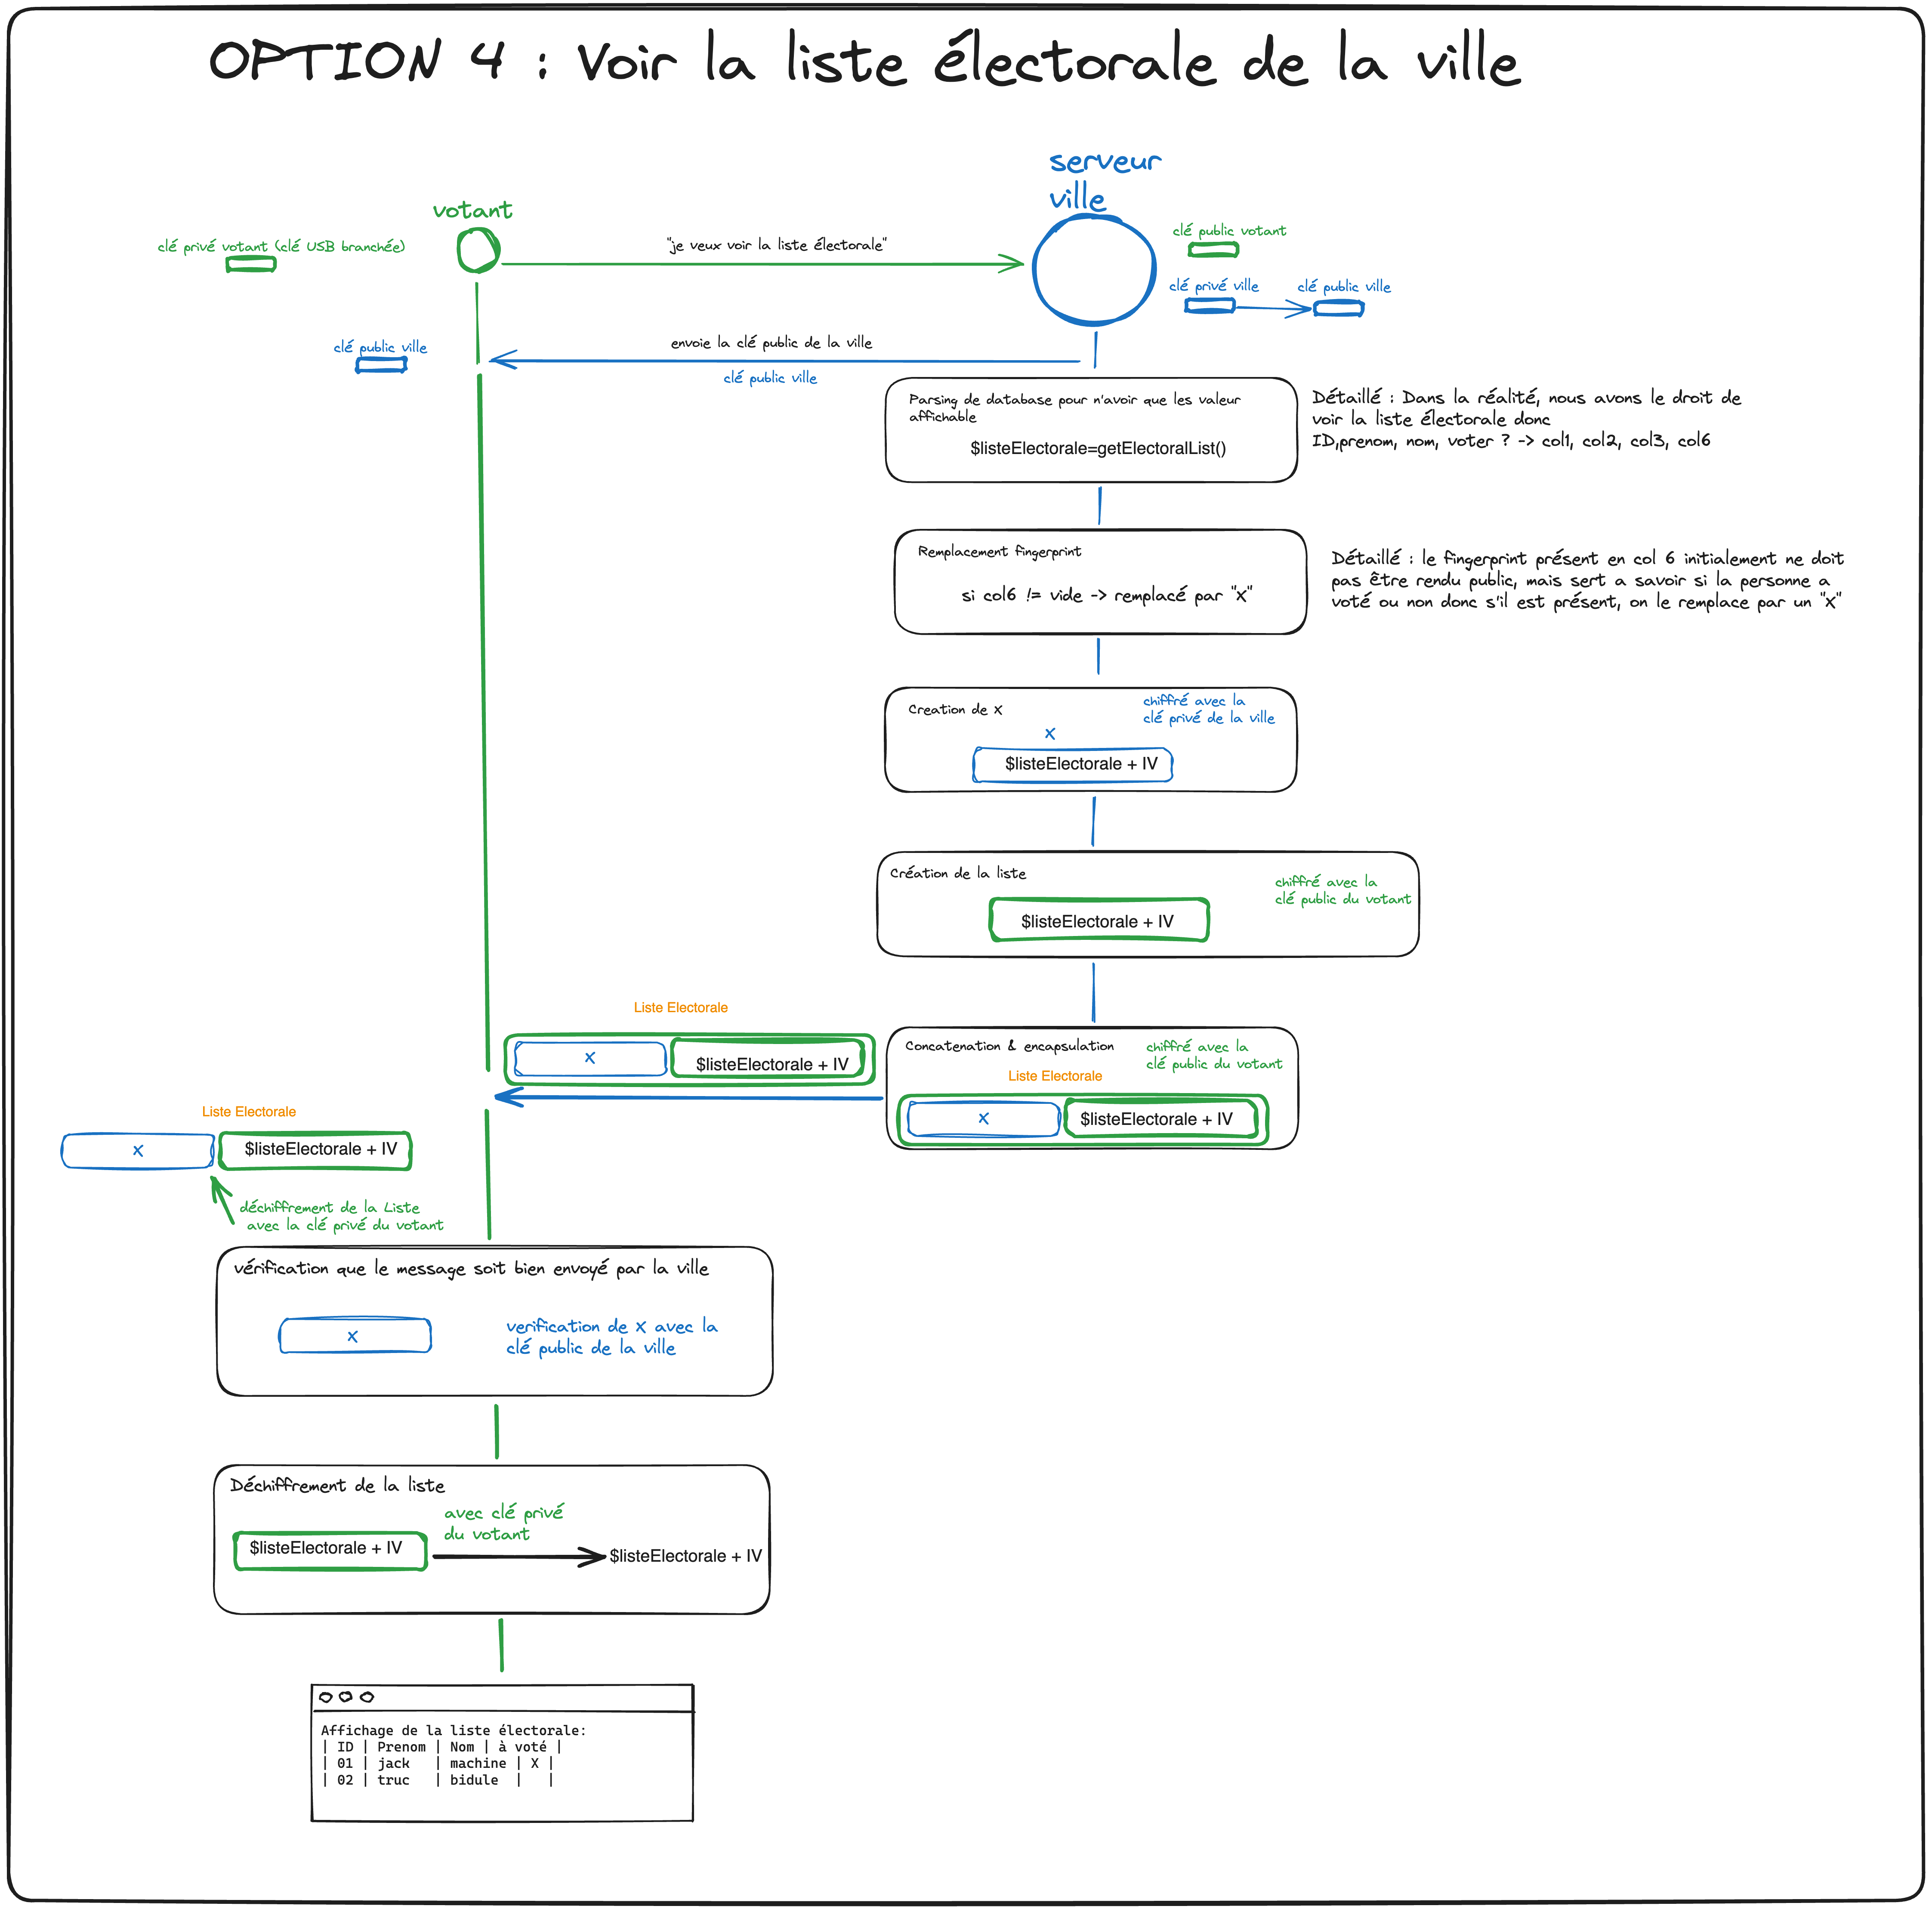 OPTION 4 : Voir la liste électorale de la ville
serveur
ville
votant
clé public votant
clé privé votant (clé USB branchée)
"je veux voir la liste électorale"
clé privé ville
clé public ville
clé public ville
envoie la clé public de la ville
clé public ville
Parsing de database pour n'avoir que les valeur
affichable
$listeElectorale=getElectoralList()
Détaillé : Dans la réalité, nous avons le droit de
voir la liste électorale donc
ID,prenom, nom, voter ? -> col1, col2, col3, col6
Remplacement fingerprint
si col6 != vide -> remplacé par "X"
Détaillé : le fingerprint présent en col 6 initialement ne doit
pas être rendu public, mais sert a savoir si la personne a
voté ou non donc s'il est présent, on le remplace par un "X"
Creation de X
chiffré avec la
clé privé de la ville
X
$listeElectorale + IV
Création de la liste
chiffré avec la
clé public du votant
$listeElectorale + IV
Liste Electorale
X
$listeElectorale + IV
Concatenation & encapsulation
chiffré avec la
clé public du votant
Liste Electorale
X
$listeElectorale + IV
Liste Electorale
X
$listeElectorale + IV
déchiffrement de la Liste
avec la clé privé du votant
vérification que le message soit bien envoyé par la ville
X
verification de X avec la
clé public de la ville
Déchiffrement de la liste
avec clé privé
du votant
$listeElectorale + IV
$listeElectorale + IV
Affichage de la liste électorale:
| ID | Prenom | Nom | à voté |
| 01 | jack | machine | X |
| 02 | truc | bidule | |